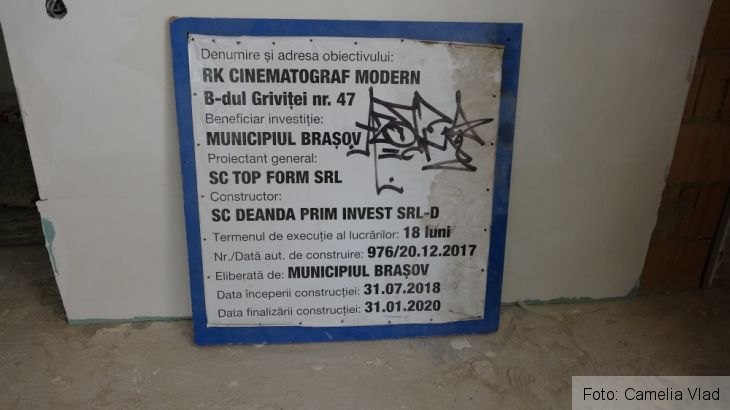 Denumire și adresa obiectivului:
RK CINEMATOGRAF MODERN
B-dul Griviței nr. 47
Beneficiar investiție:
MUNICIPIUL BRAȘOV
Proiectant general:
SC TOP FORM SRL
Constructor:
SC DEANDA PRIM INVEST SRL-D
Termenul de execuție al lucrărilor: 18 luni
Nr./Dată aut. de construire: 976/20.12.2017
Eliberată de: MUNICIPIUL BRAȘOV
Data începerii construcției: 31.07.2018
Data finalizării construcției: 31.01.2020
Foto: Camelia Vlad